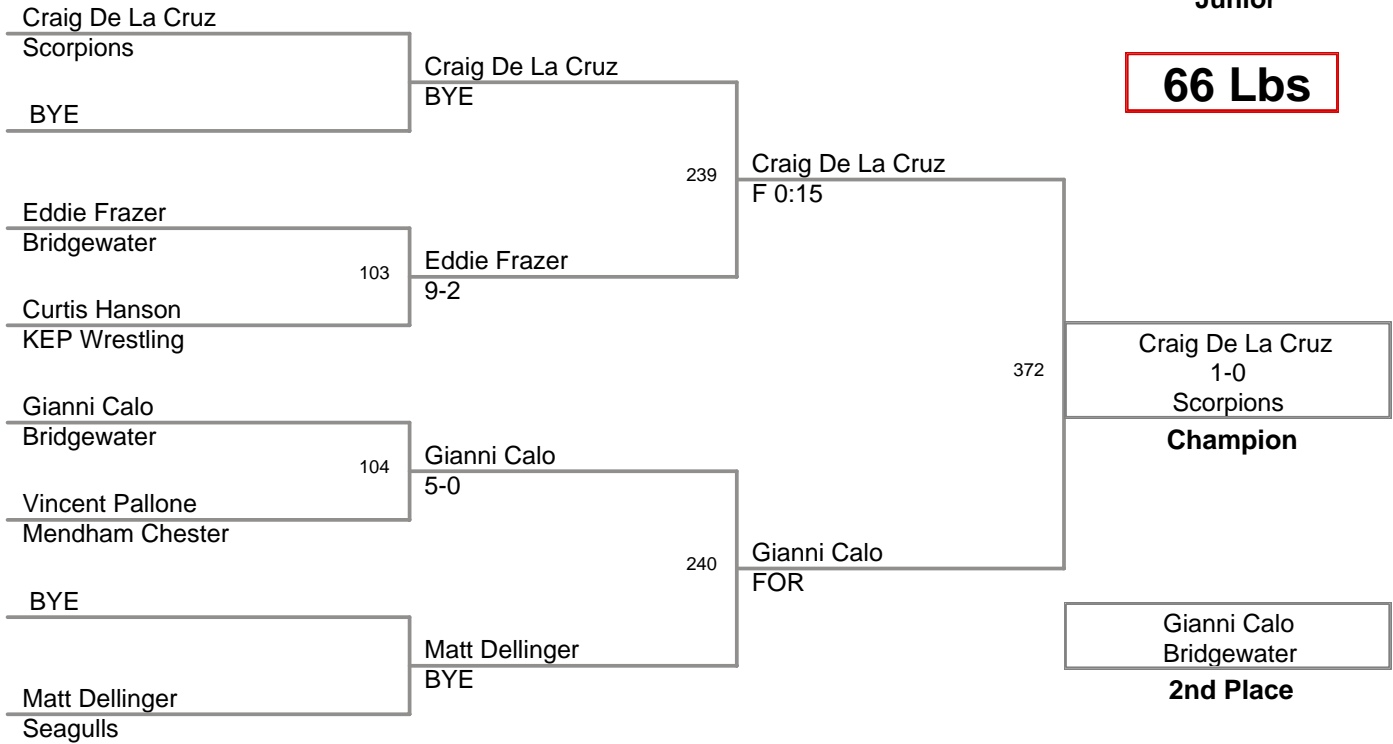 Junior
66 Lbs
Craig De La Cruz
Scorpions
BYE
Eddie Frazer
Bridgewater
103
Curtis Hanson
KEP Wrestling
Gianni Calo
Bridgewater
104
Vincent Pallone
Mendham Chester
BYE
Matt Dellinger
Seagulls
Craig De La Cruz
BYE
239
Eddie Frazer
9-2
Gianni Calo
5-0
240
Matt Dellinger
BYE
Craig De La Cruz
F 0:15
372
Gianni Calo
FOR
Craig De La Cruz
1-0
Scorpions
Champion
Gianni Calo
Bridgewater
2nd Place